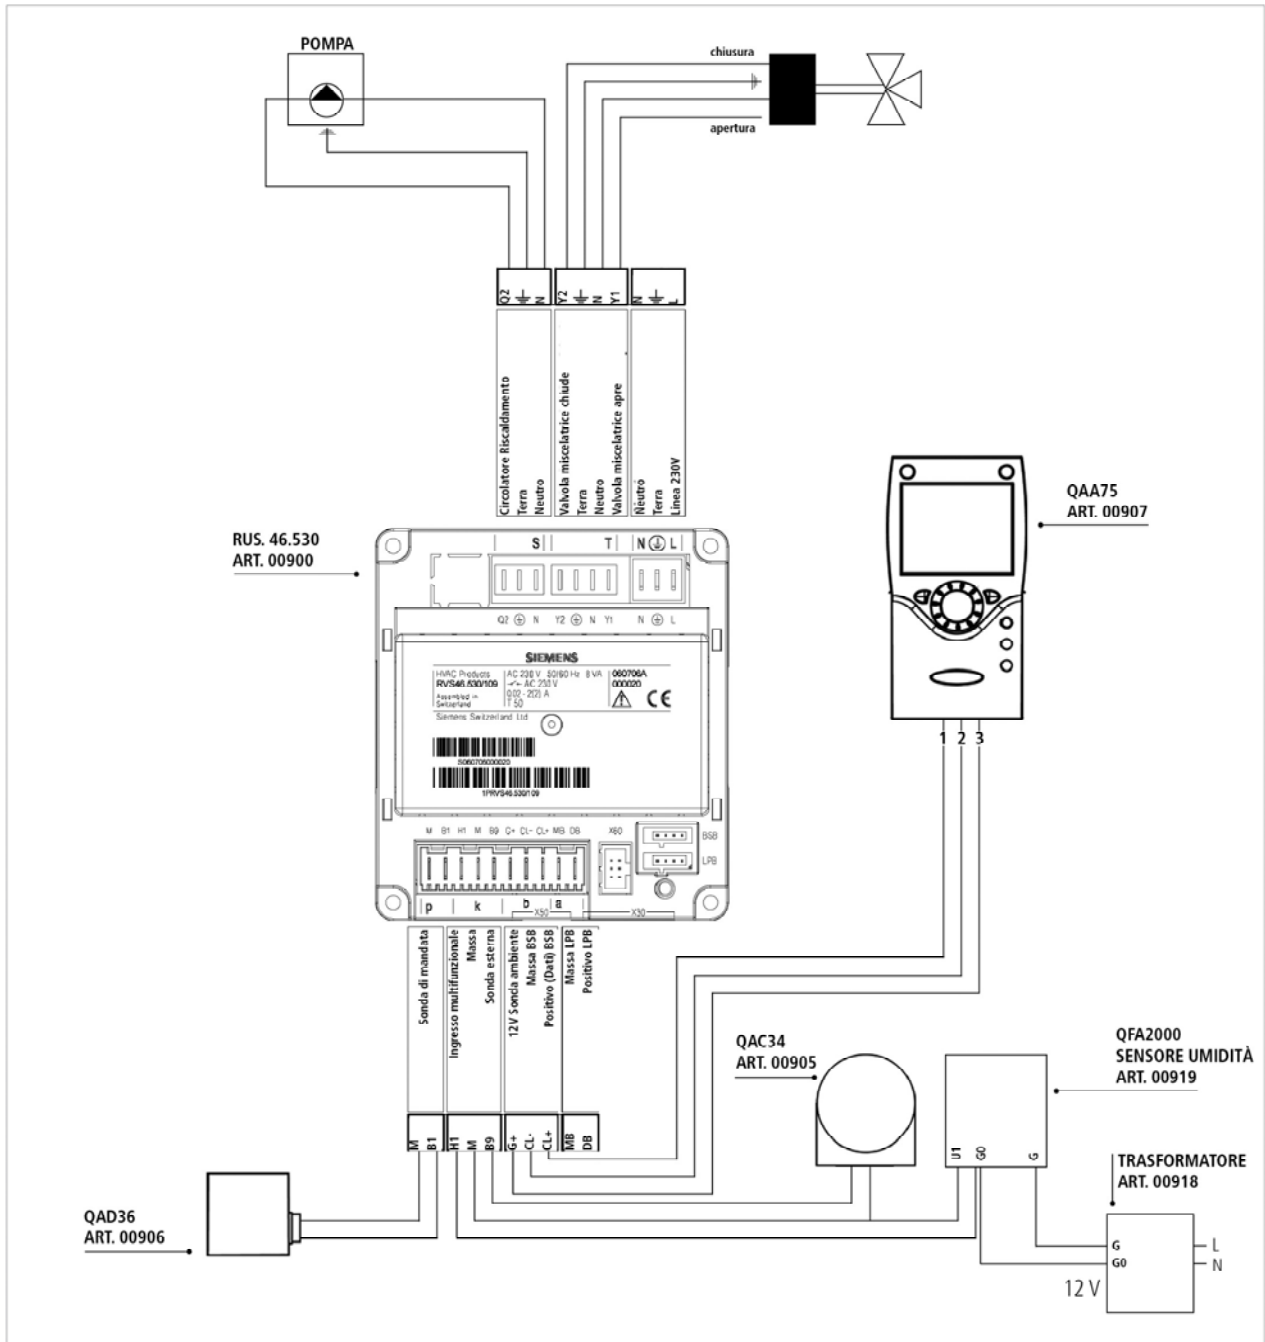 POMPA
chiusura
apertura
Q2
N
Y2
N
Y1
N
L
Circolatore Riscaldamento
Terra
Neutro
Valvola miscelatrice chiude
Terra
Neutro
Valvola miscelatrice apre
Neutro
Terra
Linea 230V
RUS. 46.530
ART. 00900
QAA75
ART. 00907
S T N L
Q2 N Y2 N Y1 N L
SIEMENS
HVAC Products
RVS46.530/109
Assembled in
Switzerland
AC 230 V 50/60 Hz 8 VA
AC 230 V
0.02 - 2(2) A
T 50
060706A
000020
CE
Siemens Switzerland Ltd
S060706000020
1PRVS46.530/109
1 2 3
M B1 H1 M B9 G+ CL- CL+ MB DB X60
BSB
LPB
p k b a
X50 X30
Sonda di mandata
Ingresso multifunzionale
Massa
Sonda esterna
12V Sonda ambiente
Massa BSB
Positivo (Dati) BSB
Massa LPB
Positivo LPB
M
B1
H1
M
B9
G+
CL-
CL+
MB
DB
QAC34
ART. 00905
QFA2000
SENSORE UMIDITÀ
ART. 00919
U1
G0
G
TRASFORMATORE
ART. 00918
QAD36
ART. 00906
G L
G0 N
12 V